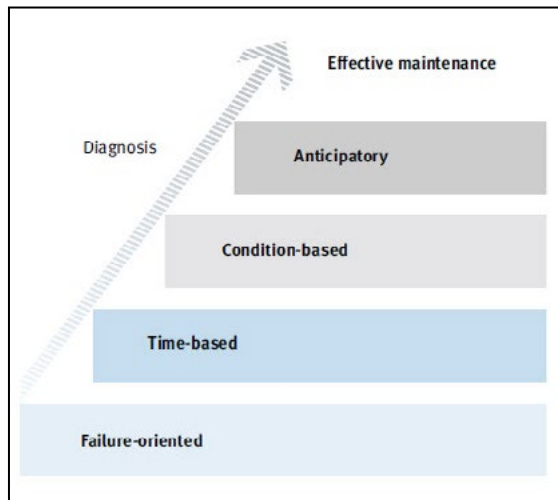 Effective maintenance
Diagnosis
Anticipatory
Condition-based
Time-based
Failure-oriented